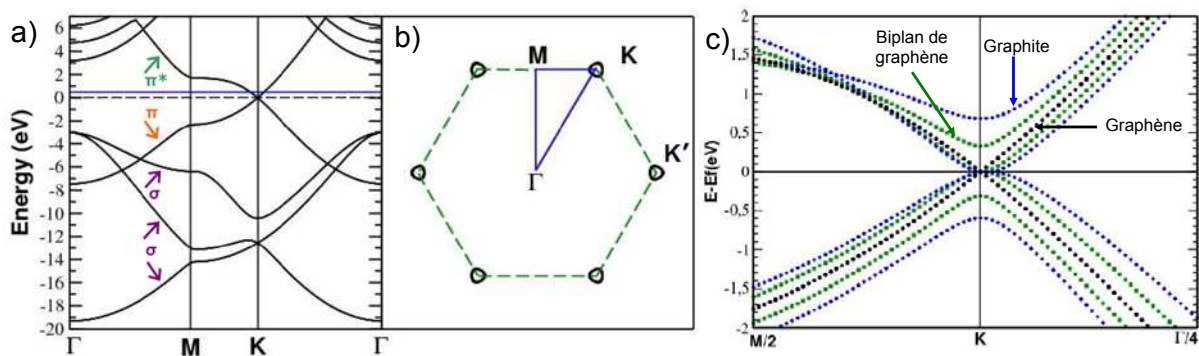 a)
Energy (eV)
6
4
2
0
-2
-4
-6
-8
-10
-12
-14
-16
-18
-20
π*
π
σ
σ
Γ
M
K
Γ
b)
M
K
K'
Γ
c)
E-Ef(eV)
2
1.5
1
0.5
0
-0.5
-1
-1.5
-2
Biplan de
graphène
Graphite
Graphène
M/2
K
Γ/4